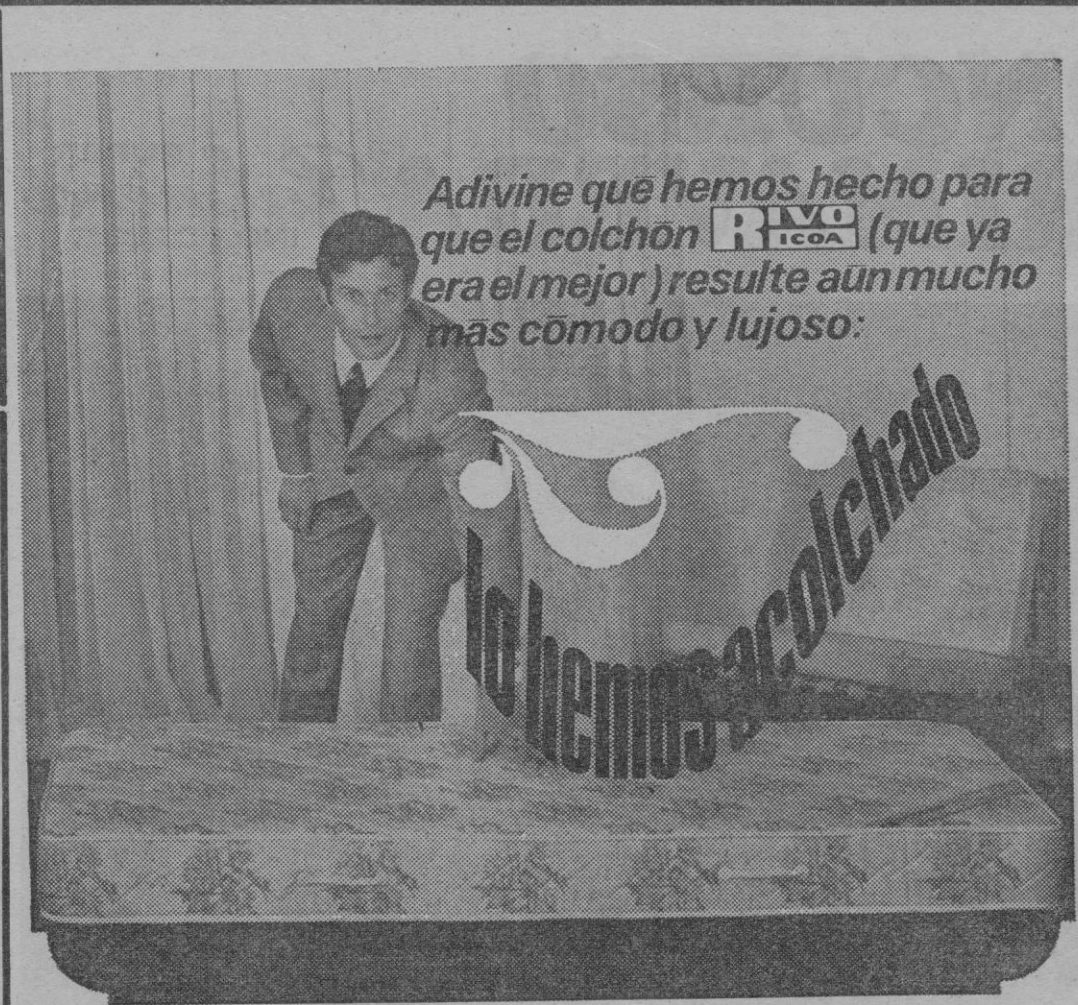 Adivine qué hemos hecho para
que el colchón RIVO ICOA (que ya
era el mejor) resulte aún mucho
más cómodo y lujoso:
lo hemos acolchado